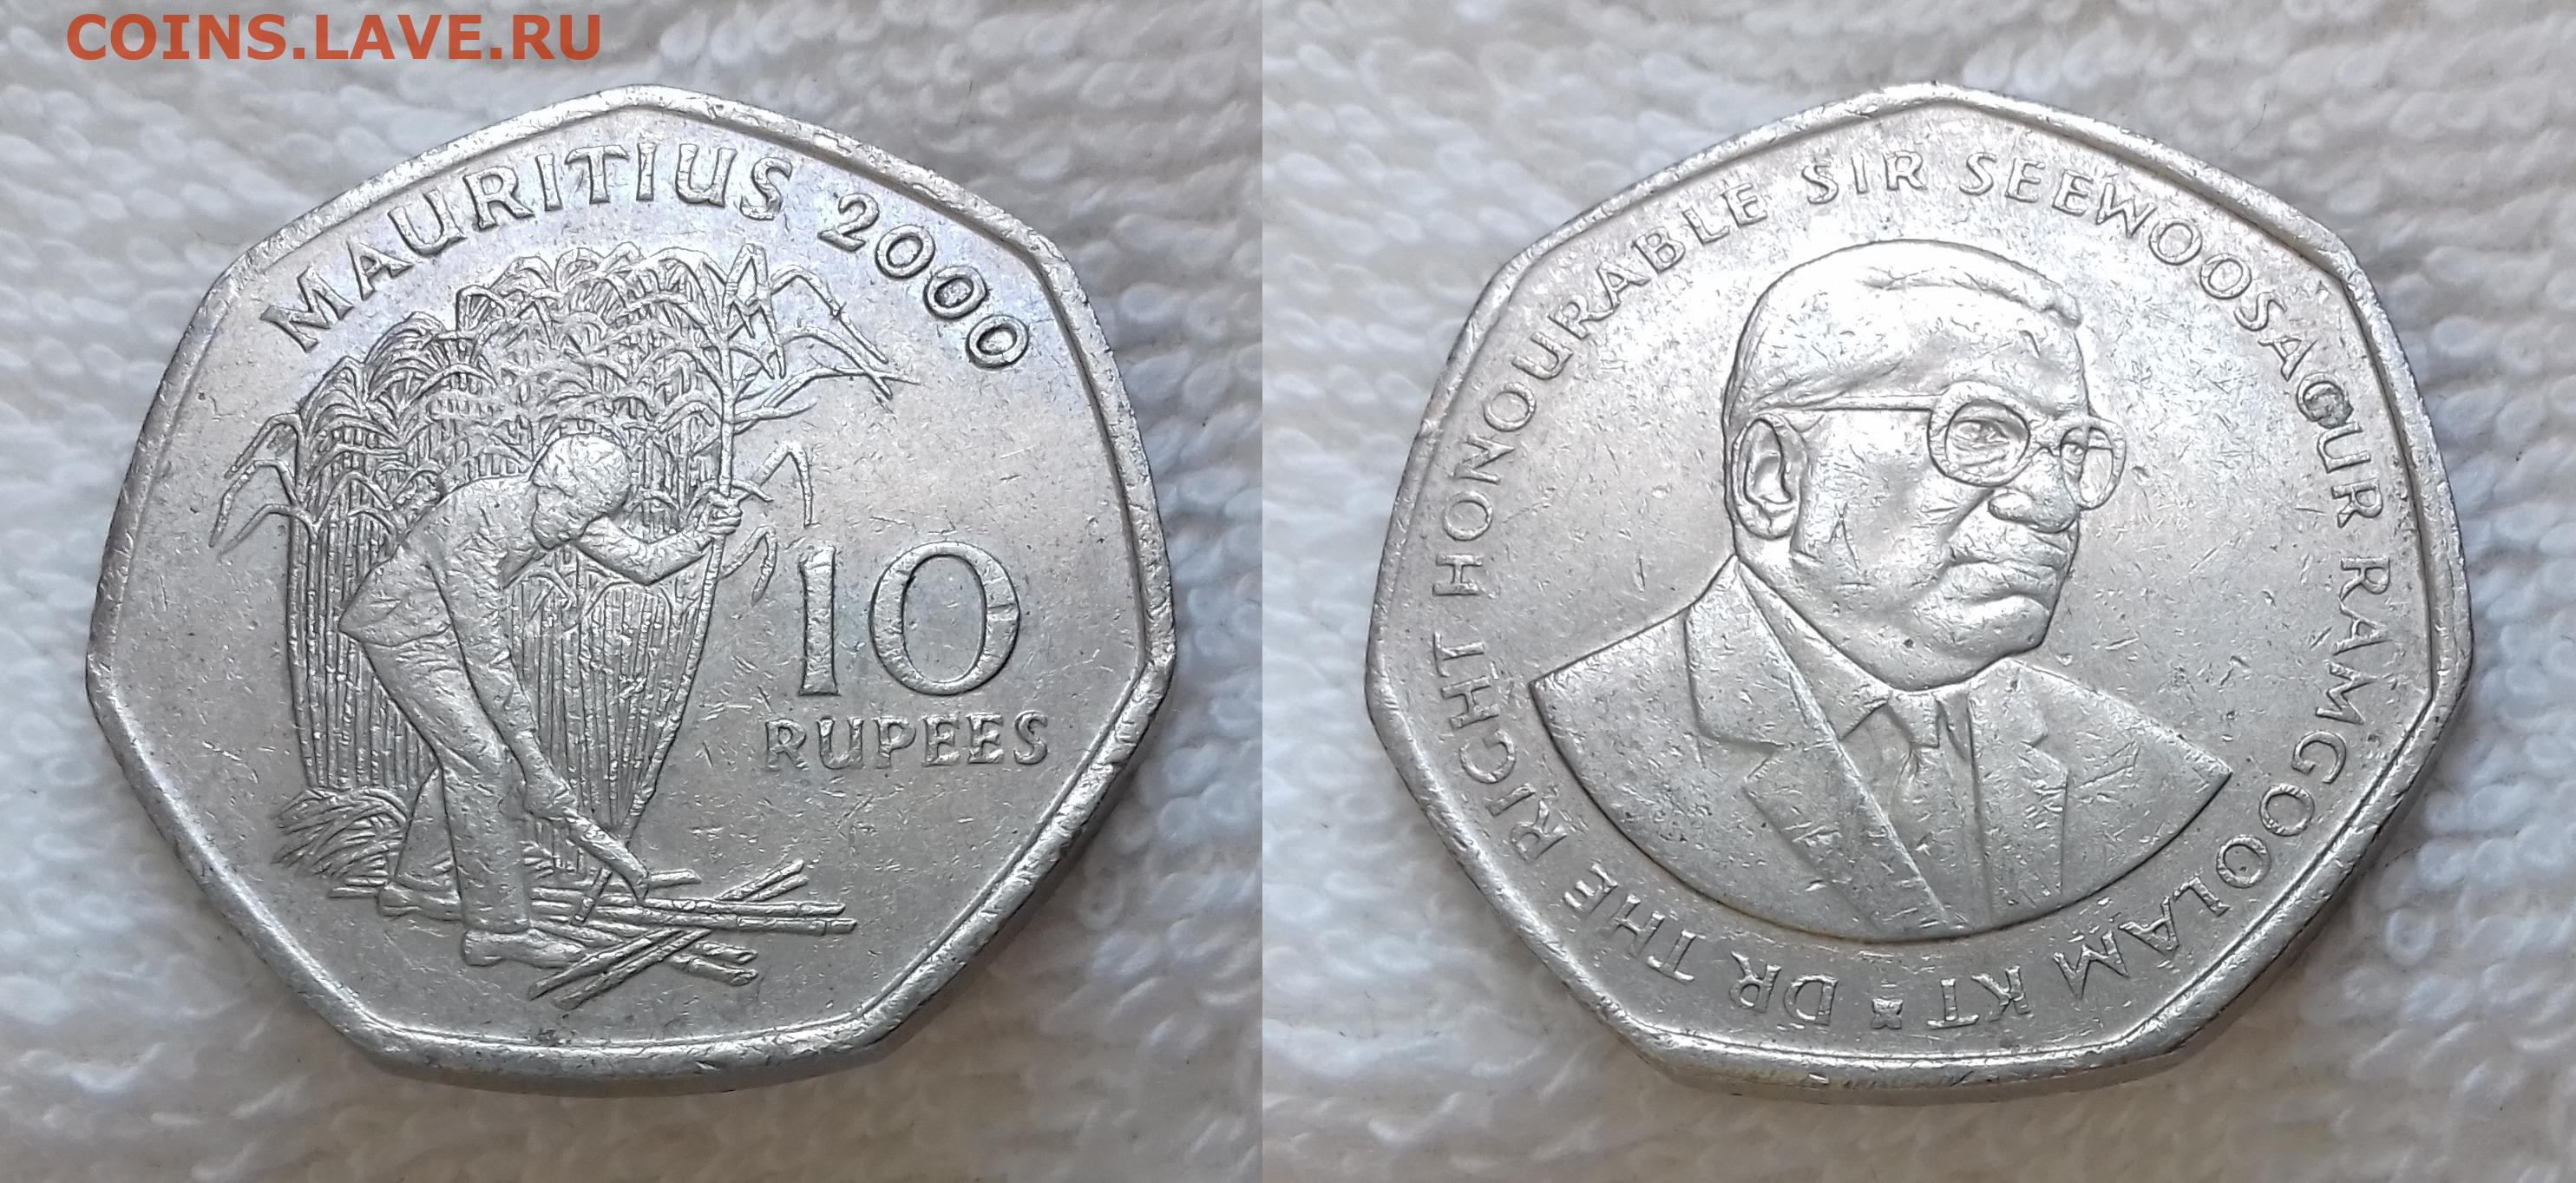 COINS.LAVE.RU
MAURITIUS 2000
10
RUPEES
DR THE RIGHT HONOURABLE SIR SEEWOOSAGUR RAMGOOLAM KT